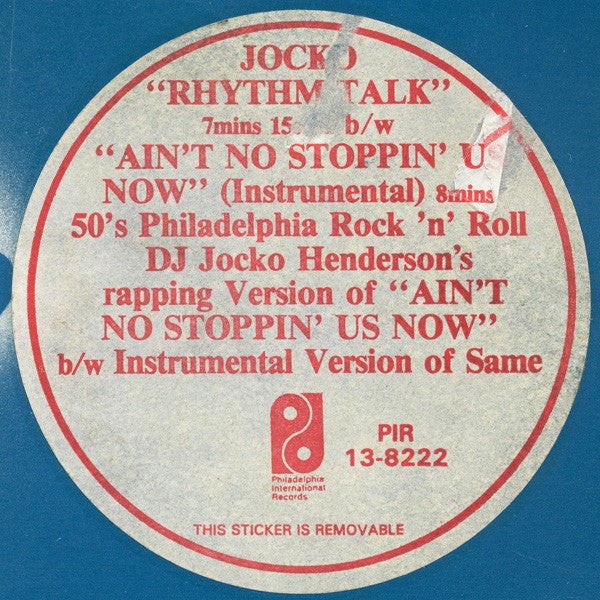 JOCKO
“RHYTHM TALK”
7mins 15 b/w
“AIN'T NO STOPPIN' U
NOW” (Instrumental) 8mins
50's Philadelphia Rock 'n' Roll
DJ Jocko Henderson's
rapping Version of “AIN'T
NO STOPPIN' US NOW”
b/w Instrumental Version of Same
PIR
13-8222
Philadelphia
International
Records
THIS STICKER IS REMOVABLE